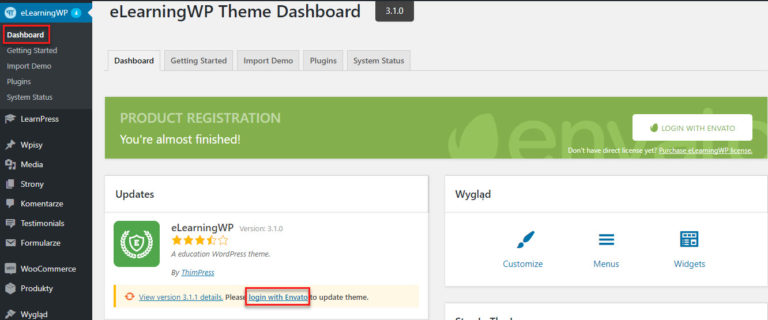 eLearningWP 4
Dashboard
Getting Started
Import Demo
Plugins
System Status
LearnPress
Wpisy
Media
Strony
Komentarze
Testimonials
Formularze
WooCommerce
Produkty
Wygląd
eLearningWP Theme Dashboard 3.1.0
Dashboard Getting Started Import Demo Plugins System Status
PRODUCT REGISTRATION
You're almost finished!
envato
LOGIN WITH ENVATO
Don't have direct license yet? Purchase eLearningWP license.
Updates
eLearningWP Version: 3.1.0
A education WordPress theme.
By ThimPress
View version 3.1.1 details. Please login with Envato to update theme.
Wygląd
Customize Menus Widgets